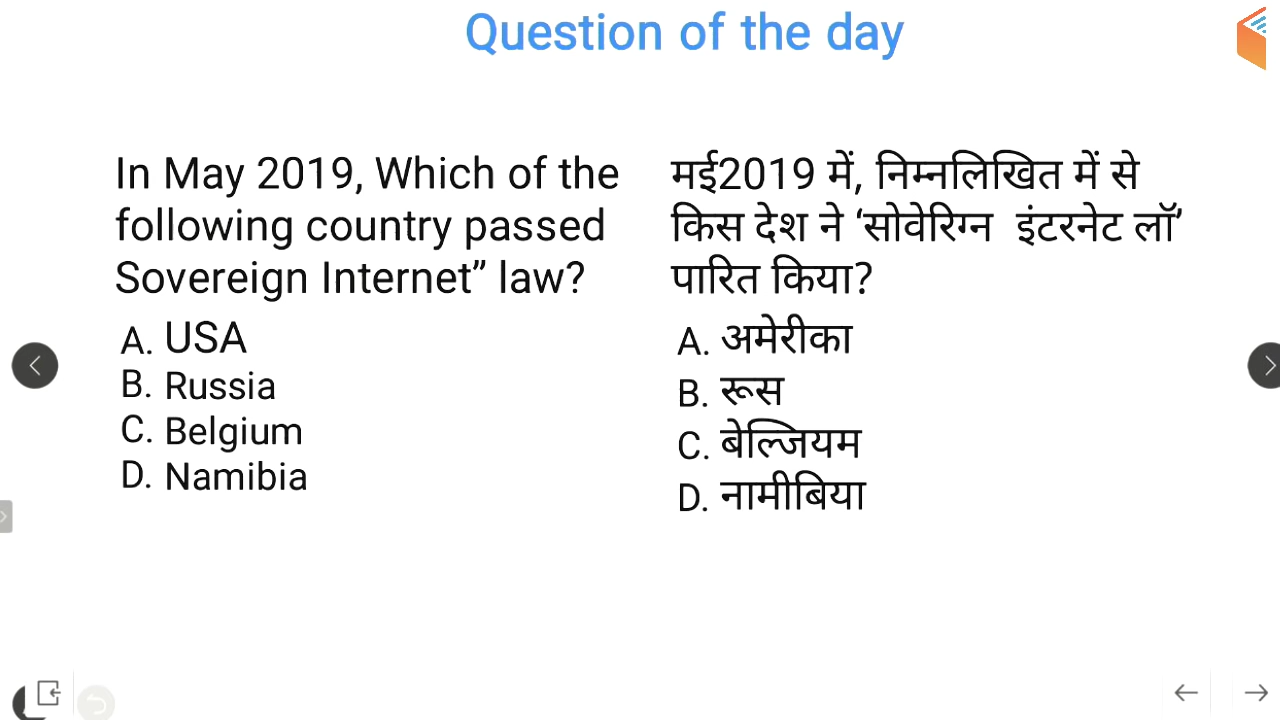 Question of the day
In May 2019, Which of the
following country passed
Sovereign Internet” law?
A. USA
B. Russia
C. Belgium
D. Namibia
मई2019 में, निम्नलिखित में से
किस देश ने ‘सोवेरिग्न इंटरनेट लॉ’
पारित किया?
A. अमेरीका
B. रूस
C. बेल्जियम
D. नामीबिया